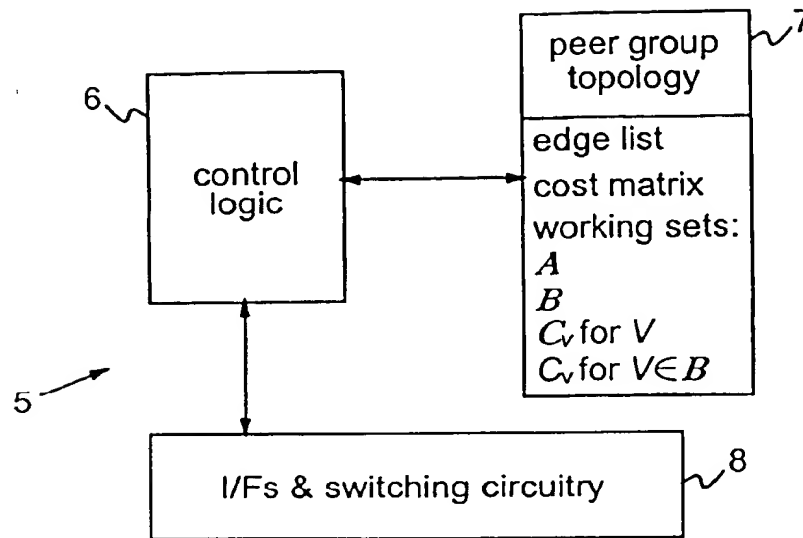 7
peer group
topology
6
edge list
control
logic
cost matrix
working sets:
A
B
Cᵥ for V
Cᵥ for V∈B
5
I/Fs & switching circuitry
8